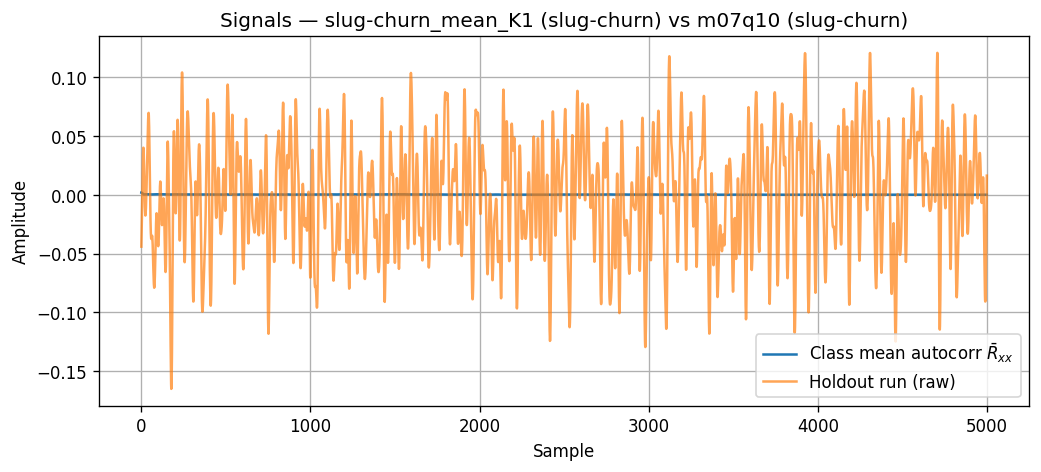 Signals — slug-churn_mean_K1 (slug-churn) vs m07q10 (slug-churn)
Amplitude
0.10
0.05
0.00
−0.05
−0.10
−0.15
0 1000 2000 3000 4000 5000
Sample
Class mean autocorr R̄xx
Holdout run (raw)